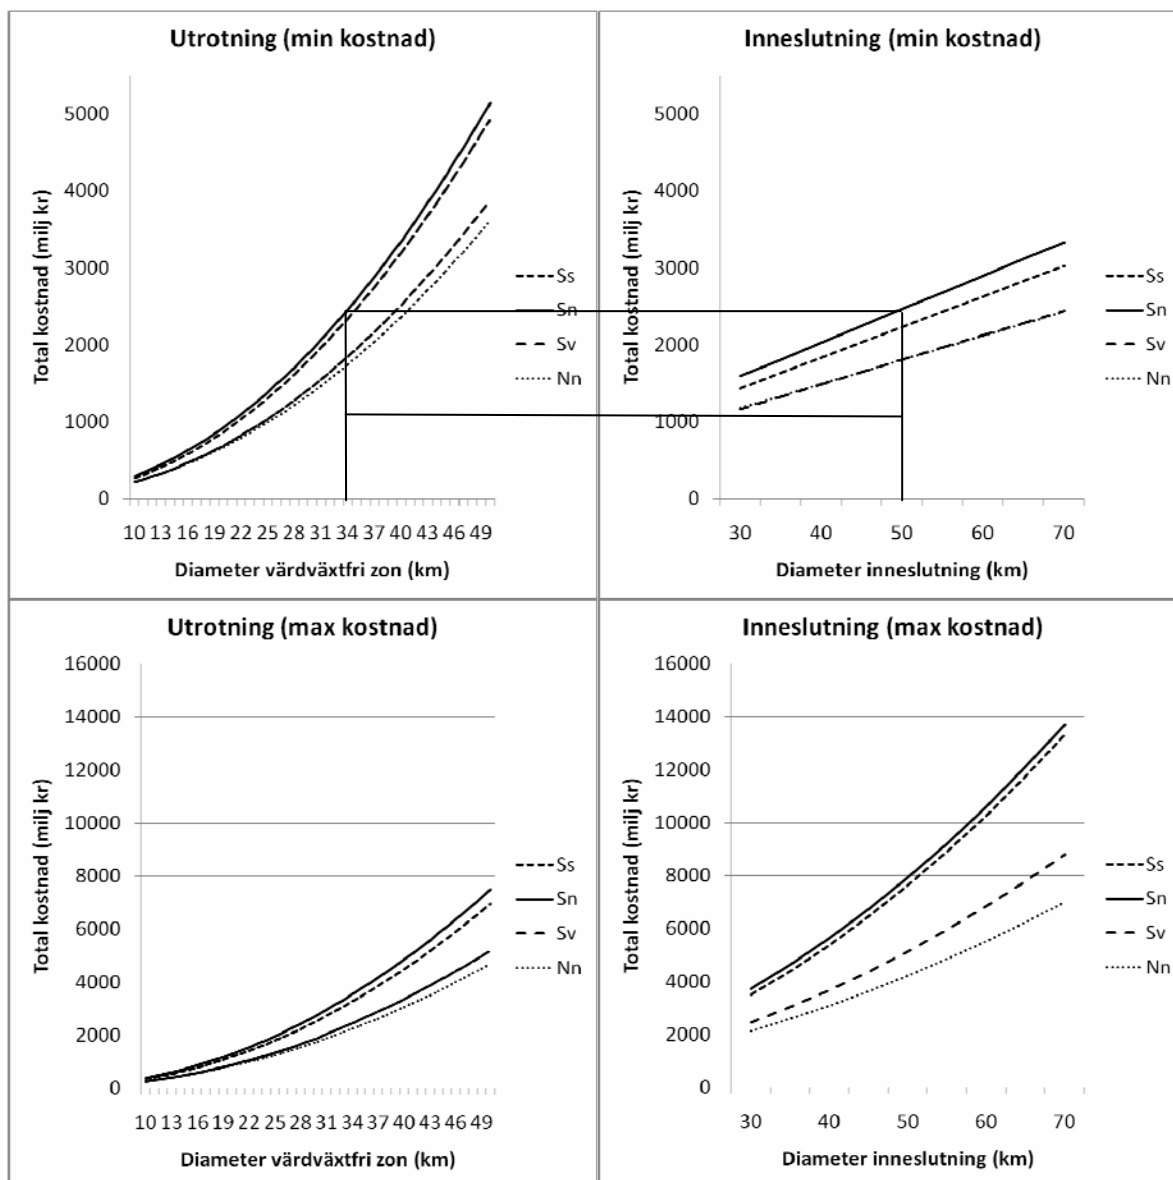 Utrotning (min kostnad)
Total kostnad (milj kr)
5000
4000
3000
2000
1000
0
10 13 16 19 22 25 28 31 34 37 40 43 46 49
Diameter värdväxtfri zon (km)
Ss
Sn
Sv
Nn
Inneslutning (min kostnad)
Total kostnad (milj kr)
5000
4000
3000
2000
1000
0
30 40 50 60 70
Diameter inneslutning (km)
Ss
Sn
Sv
Nn
Utrotning (max kostnad)
Total kostnad (milj kr)
16000
14000
12000
10000
8000
6000
4000
2000
0
10 13 16 19 22 25 28 31 34 37 40 43 46 49
Diameter värdväxtfri zon (km)
Ss
Sn
Sv
Nn
Inneslutning (max kostnad)
Total kostnad (milj kr)
16000
14000
12000
10000
8000
6000
4000
2000
0
30 40 50 60 70
Diameter inneslutning (km)
Ss
Sn
Sv
Nn